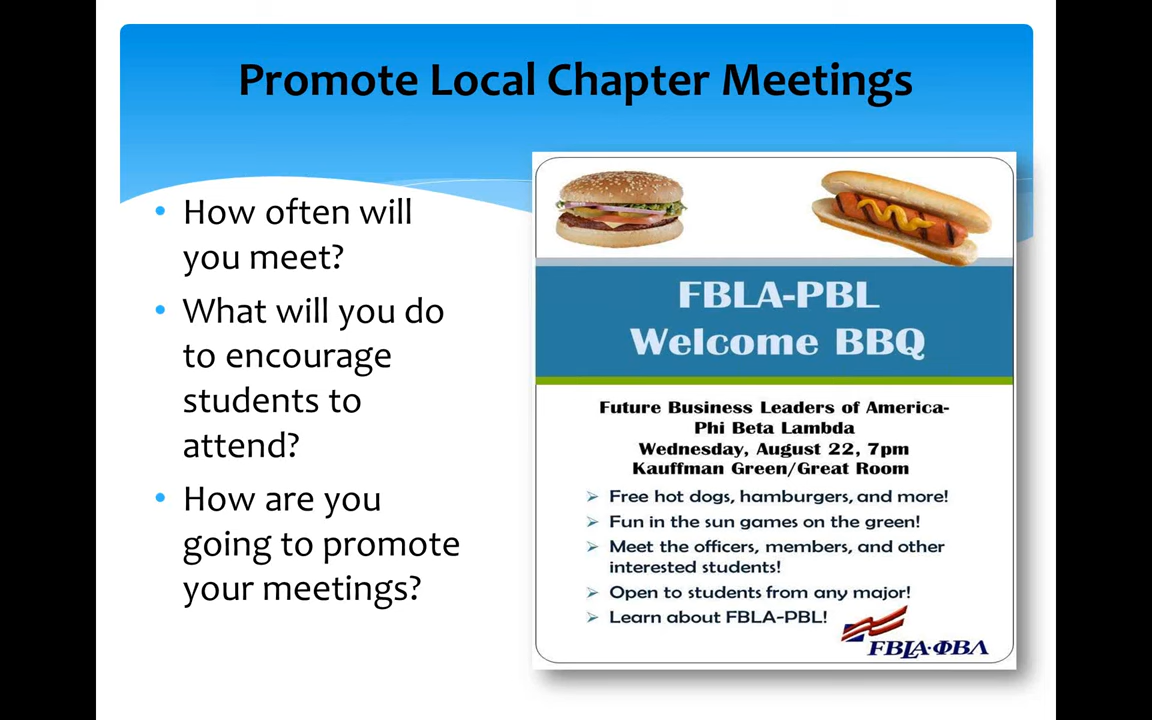 Promote Local Chapter Meetings
• How often will
you meet?
• What will you do
to encourage
students to
attend?
• How are you
going to promote
your meetings?
FBLA-PBL
Welcome BBQ
Future Business Leaders of America-
Phi Beta Lambda
Wednesday, August 22, 7pm
Kauffman Green/Great Room
➢ Free hot dogs, hamburgers, and more!
➢ Fun in the sun games on the green!
➢ Meet the officers, members, and other
interested students!
➢ Open to students from any major!
➢ Learn about FBLA-PBL!
FBLA·ΦBΛ